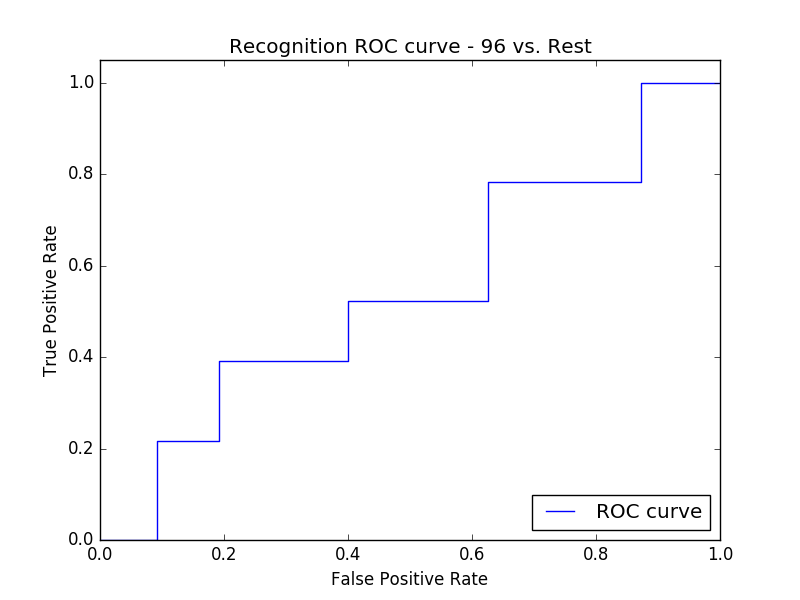 Recognition ROC curve - 96 vs. Rest
1.0
0.8
0.6
0.4
0.2
0.0
True Positive Rate
0.0 0.2 0.4 0.6 0.8 1.0
False Positive Rate
ROC curve